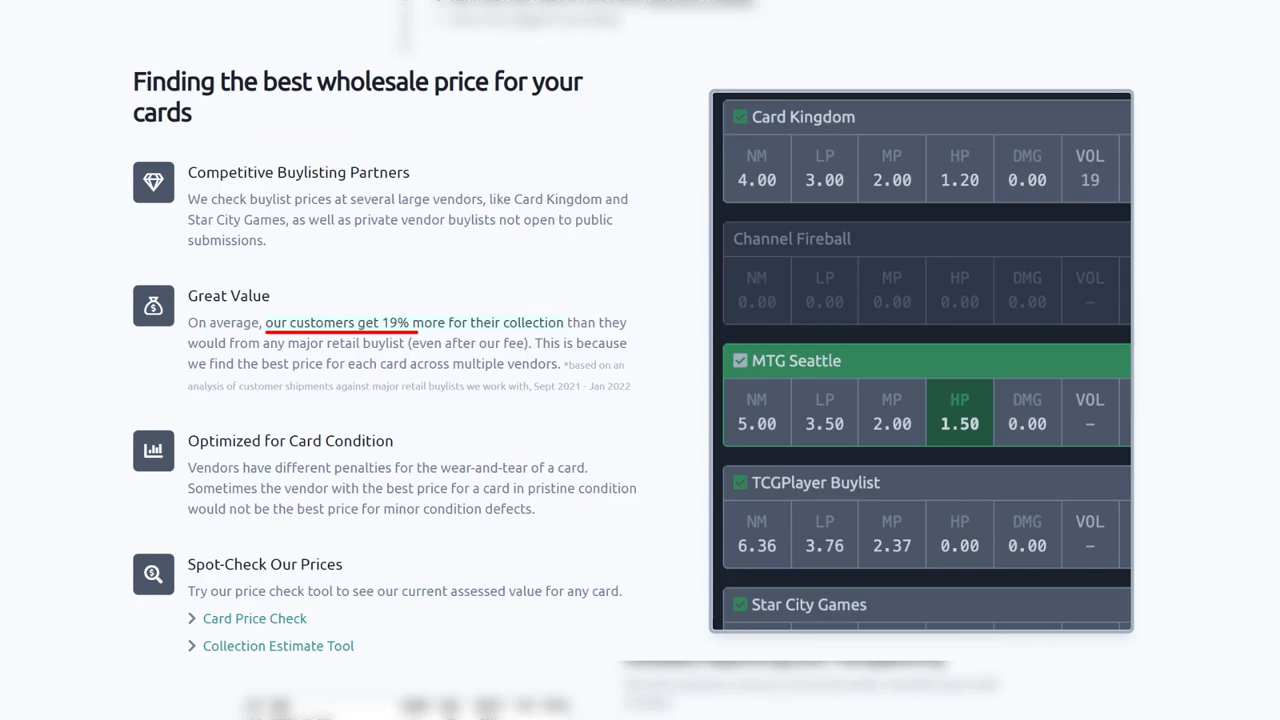 Finding the best wholesale price for your
cards
Competitive Buylisting Partners
We check buylist prices at several large vendors, like Card Kingdom and
Star City Games, as well as private vendor buylists not open to public
submissions.
Great Value
On average, our customers get 19% more for their collection than they
would from any major retail buylist (even after our fee). This is because
we find the best price for each card across multiple vendors. *based on an
analysis of customer shipments against major retail buylists we work with, Sept 2021 - Jan 2022
Optimized for Card Condition
Vendors have different penalties for the wear-and-tear of a card.
Sometimes the vendor with the best price for a card in pristine condition
would not be the best price for minor condition defects.
Spot-Check Our Prices
Try our price check tool to see our current assessed value for any card.
Card Price Check
Collection Estimate Tool
Card Kingdom
NM LP MP HP DMG VOL
4.00 3.00 2.00 1.20 0.00 19
Channel Fireball
NM LP MP HP DMG VOL
0.00 0.00 0.00 0.00 0.00 –
MTG Seattle
NM LP MP HP DMG VOL
5.00 3.50 2.00 1.50 0.00 –
TCGPlayer Buylist
NM LP MP HP DMG VOL
6.36 3.76 2.37 0.00 0.00 –
Star City Games